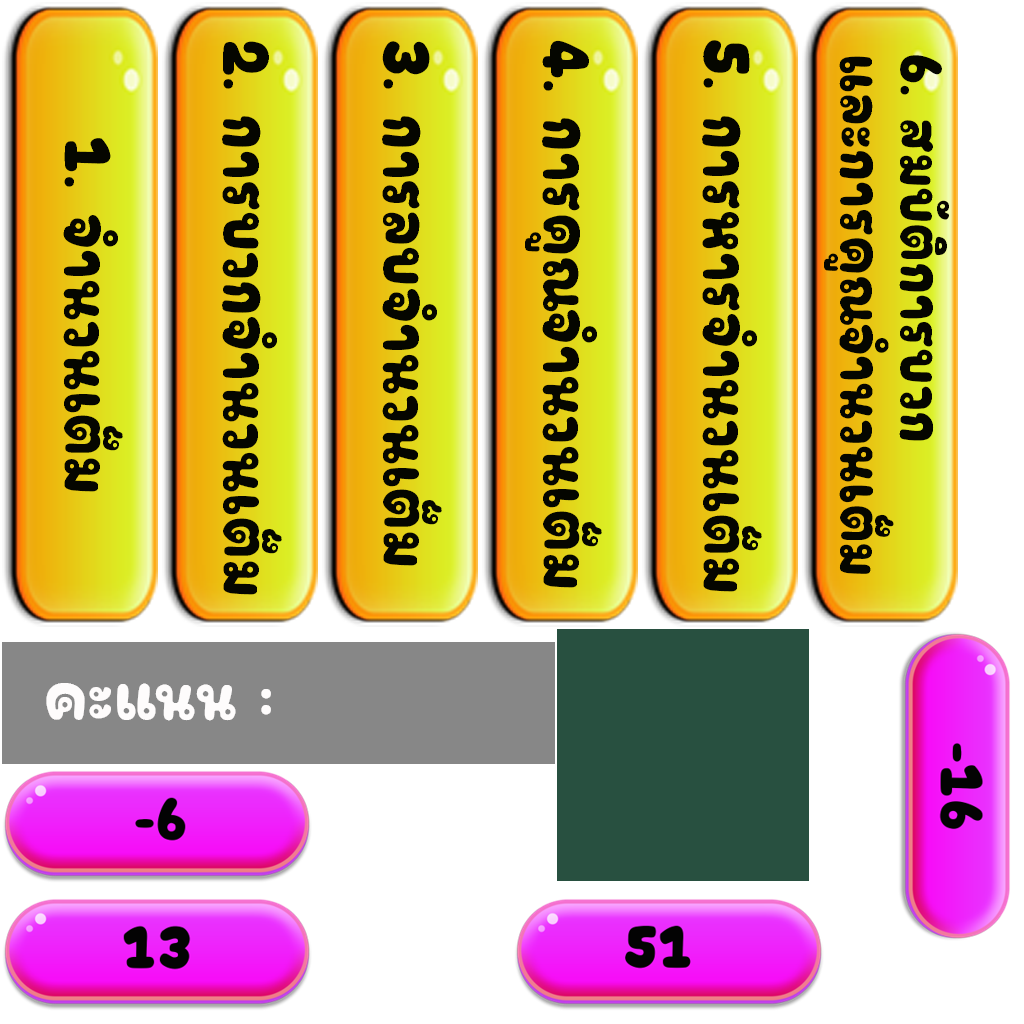 1. จำนวนเต็ม
2. การบวกจำนวนเต็ม
3. การลบจำนวนเต็ม
4. การคูณจำนวนเต็ม
5. การหารจำนวนเต็ม
6. สมบัติการบวก
และการคูณจำนวนเต็ม
คะแนน :
-6
-16
13
51